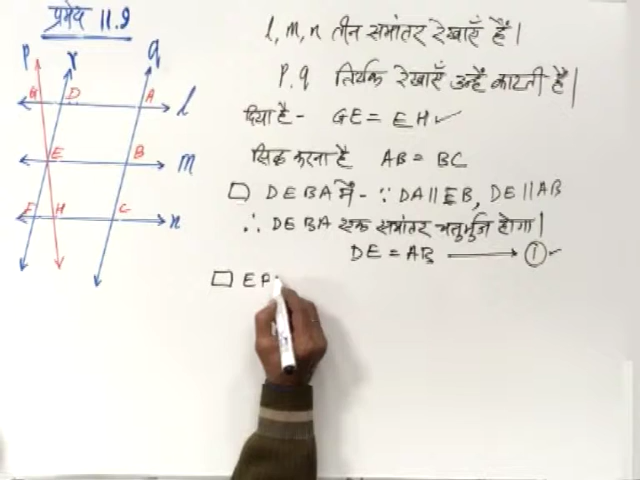 प्रमेय 11.9
l, m, n तीन समांतर रेखाएँ हैं।
P, q तिर्यक रेखाएँ उन्हें काटती हैं।
दिया है - GE = EH ✓
सिद्ध करना है AB = BC
□ DEBA में - ∵ DA || EB, DE || AB
∴ DEBA एक समांतर चतुर्भुज होगा।
DE = AB ⟶ ① ✓
□ E
P r q
G D A l
E B m
F H C n